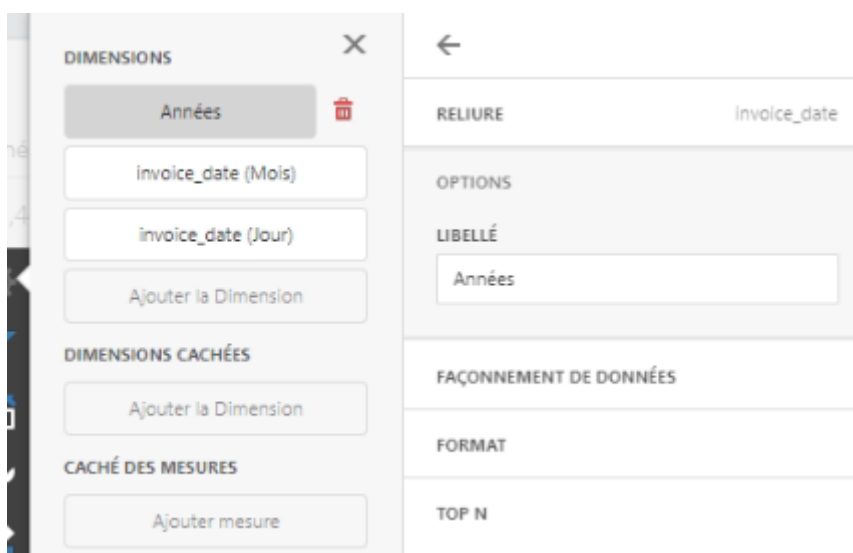 DIMENSIONS
Années
invoice_date (Mois)
invoice_date (Jour)
Ajouter la Dimension
DIMENSIONS CACHÉES
Ajouter la Dimension
CACHÉ DES MESURES
Ajouter mesure
RELIURE
invoice_date
OPTIONS
LIBELLÉ
Années
FAÇONNEMENT DE DONNÉES
FORMAT
TOP N